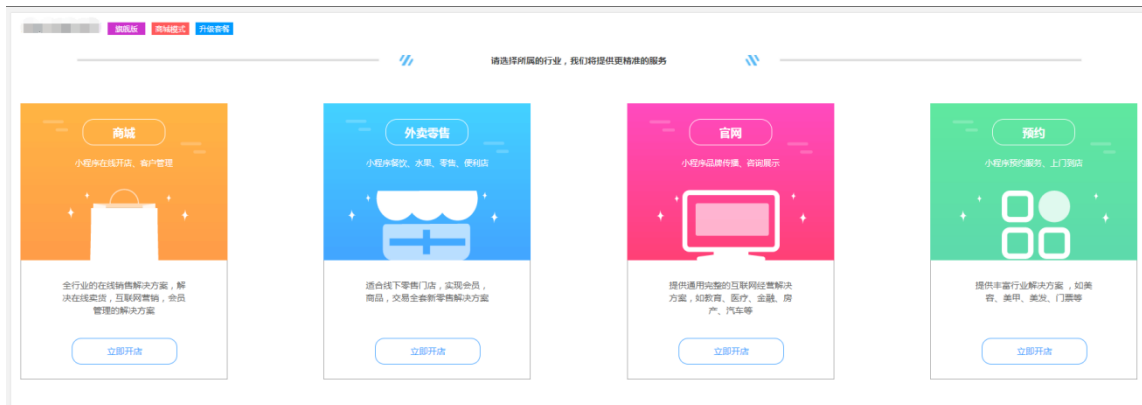 旗舰版 商城模式 升级套餐
请选择所属的行业，我们将提供更精准的服务
商城
小程序在线开店、客户管理
全行业的在线销售解决方案，解
决在线卖货，互联网营销，会员
管理的解决方案
立即开店
外卖零售
小程序餐饮、水果、零售、便利店
适合线下零售门店，实现会员，
商品，交易全套新零售解决方案
立即开店
官网
小程序品牌传播、咨询展示
提供通用完整的互联网经营解决
方案，如教育、医疗、金融、房
产、汽车等
立即开店
预约
小程序预约服务、上门到店
提供丰富行业解决方案 ，如美
容、美甲、美发、门票等
立即开店